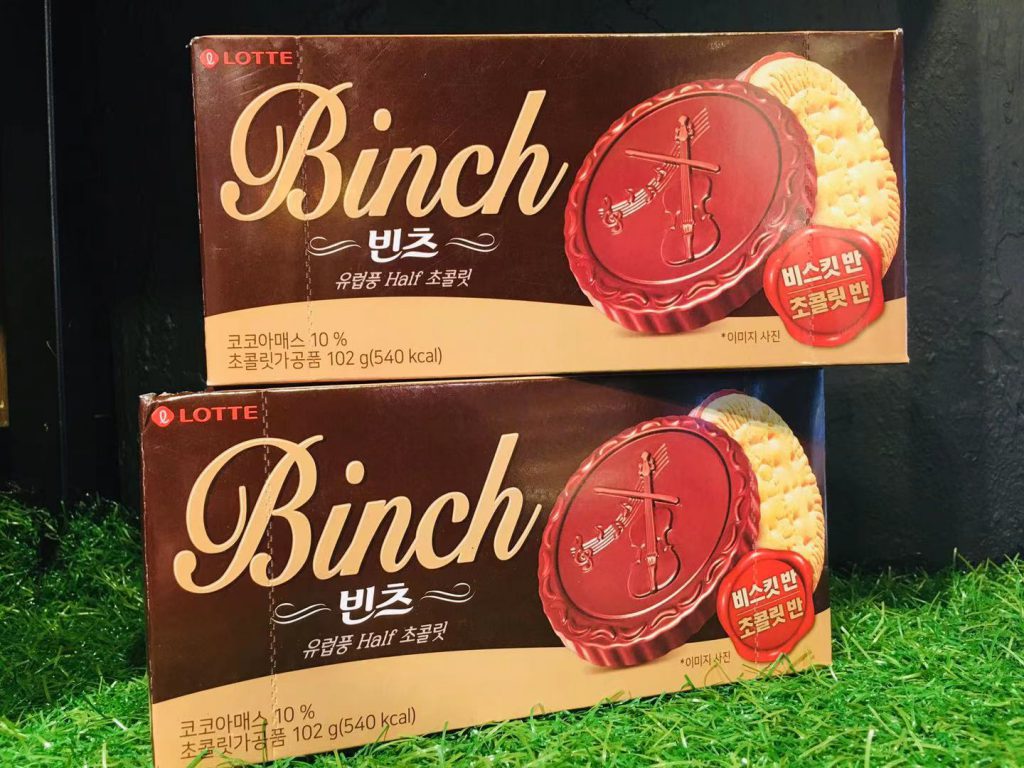 LOTTE
Binch
빈츠
유럽풍 Half 초콜릿
비스킷 반
초콜릿 반
*이미지 사진
코코아매스 10 %
초콜릿가공품 102 g(540 kcal)
LOTTE
Binch
빈츠
유럽풍 Half 초콜릿
비스킷 반
초콜릿 반
*이미지 사진
코코아매스 10 %
초콜릿가공품 102 g(540 kcal)